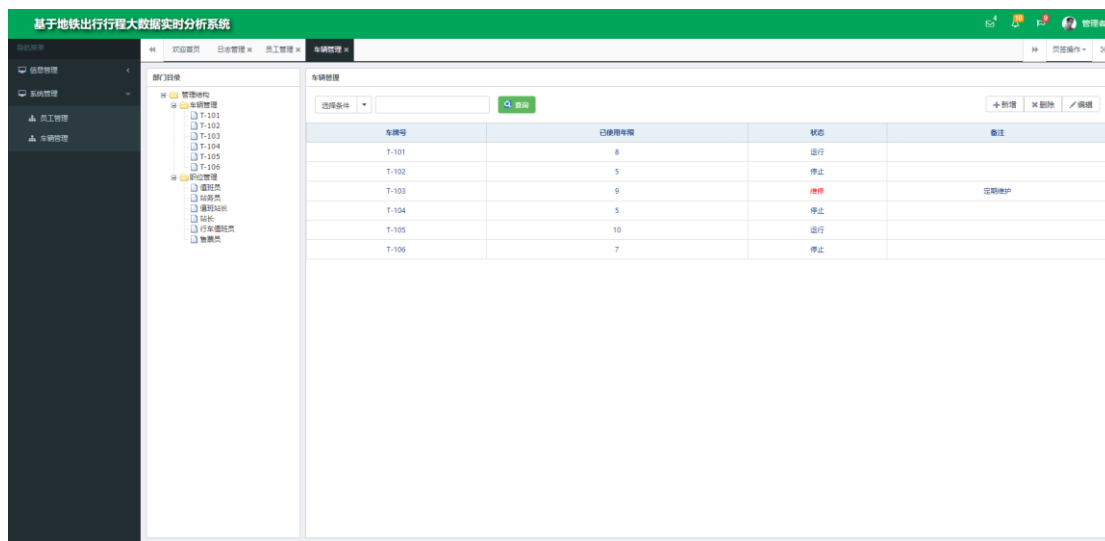 基于地铁出行行程大数据实时分析系统 4 10 9 管理
导航菜单 欢迎首页 日志管理 员工管理 车辆管理 页签操作
信息管理
系统管理
员工管理
车辆管理
部门目录
管理结构
车辆管理
T-101
T-102
T-103
T-104
T-105
T-106
职位管理
值班员
站务员
值班站长
站长
行车值班员
售票员
车辆管理
选择条件 查询 新增 删除 编辑
车牌号 已使用年限 状态 备注
T-101 8 运行
T-102 5 停止
T-103 9 维修 定期维护
T-104 5 停止
T-105 10 运行
T-106 7 停止